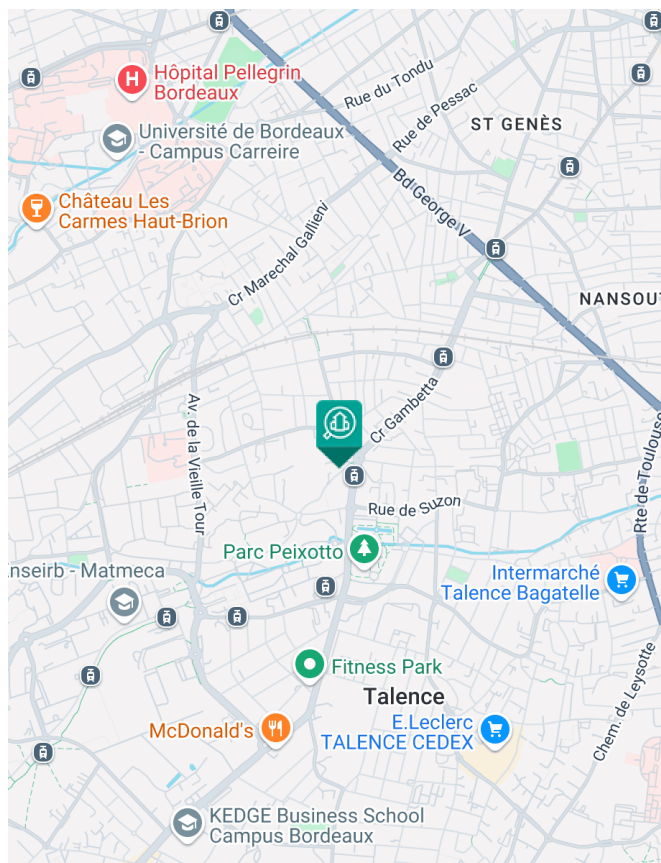 Hôpital Pellegrin
Bordeaux
Rue du Tondu
Rue de Pessac
ST GENÈS
Université de Bordeaux
- Campus Carreire
Bd George V
Château Les
Carmes Haut-Brion
Cr Marechal Gallieni
NANSOUT
Cr Gambetta
Av. de la Vieille Tour
Rte de Toulouse
Rue de Suzon
Parc Peixotto
Enseirb - Matmeca
Intermarché
Talence Bagatelle
Fitness Park
Talence
Chem. de Leysotte
McDonald's
E.Leclerc
TALENCE CEDEX
KEDGE Business School
Campus Bordeaux